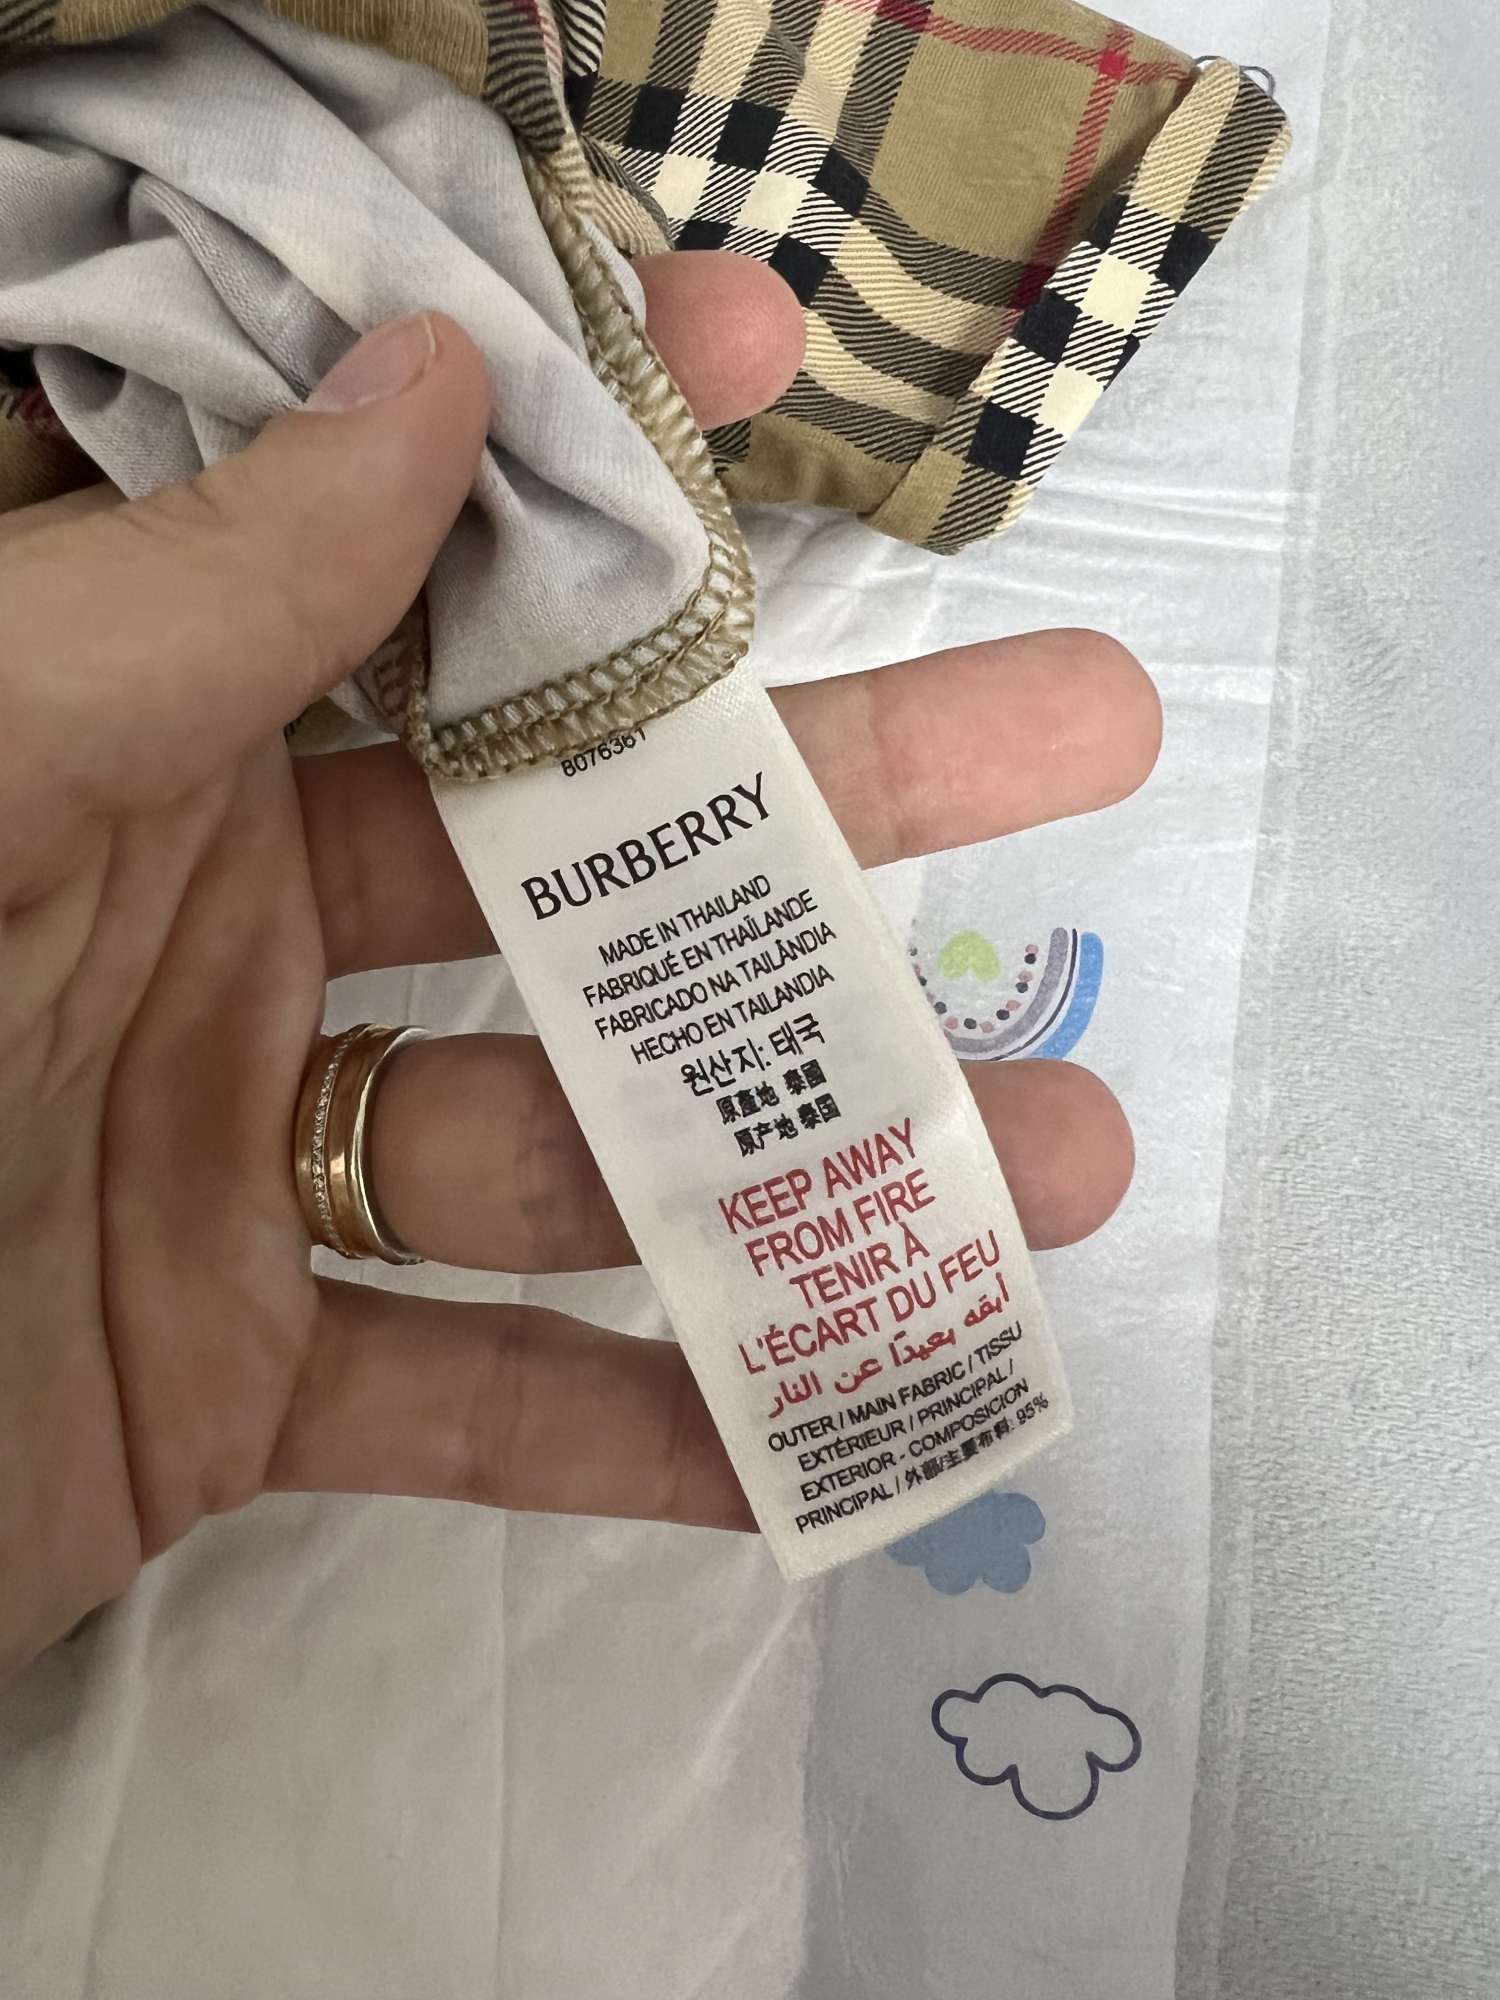 8076361
BURBERRY
MADE IN THAILAND
FABRIQUÉ EN THAÏLANDE
FABRICADO NA TAILÂNDIA
HECHO EN TAILANDIA
원산지: 태국
原產地 泰國
原产地 泰国
KEEP AWAY
FROM FIRE
TENIR À
L'ÉCART DU FEU
أبقه بعيدًا عن النار
OUTER / MAIN FABRIC / TISSU
EXTÉRIEUR / PRINCIPAL /
EXTERIOR - COMPOSICION
PRINCIPAL / 外部/主要布料: 95%